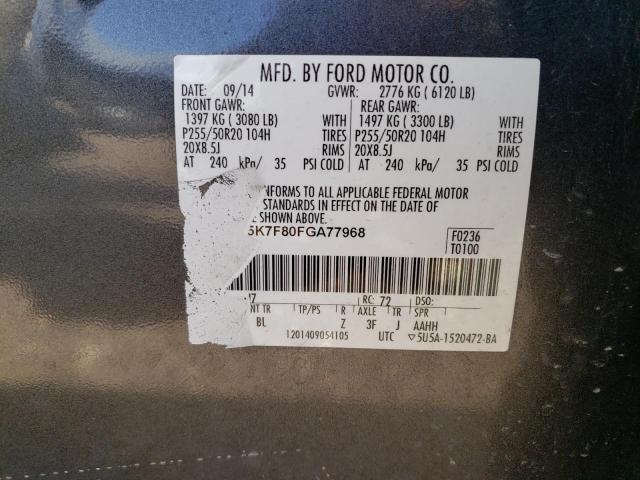 MFD. BY FORD MOTOR CO.
DATE: 09/14 GVWR: 2776 KG ( 6120 LB)
FRONT GAWR: REAR GAWR:
1397 KG ( 3080 LB) WITH 1497 KG ( 3300 LB) WITH
P255/50R20 104H TIRES P255/50R20 104H TIRES
20X8.5J RIMS 20X8.5J RIMS
AT 240 kPa/ 35 PSI COLD AT 240 kPa/ 35 PSI COLD
NFORMS TO ALL APPLICABLE FEDERAL MOTOR
STANDARDS IN EFFECT ON THE DATE OF
E SHOWN ABOVE.
5K7F80FGA77968 F0236
T0100
RC: 72 DSO:
NT TR TP/PS R AXLE TR SPR
BL Z 3F J AAHH
1201409054105 UTC ▽5U5A-1520472-BA